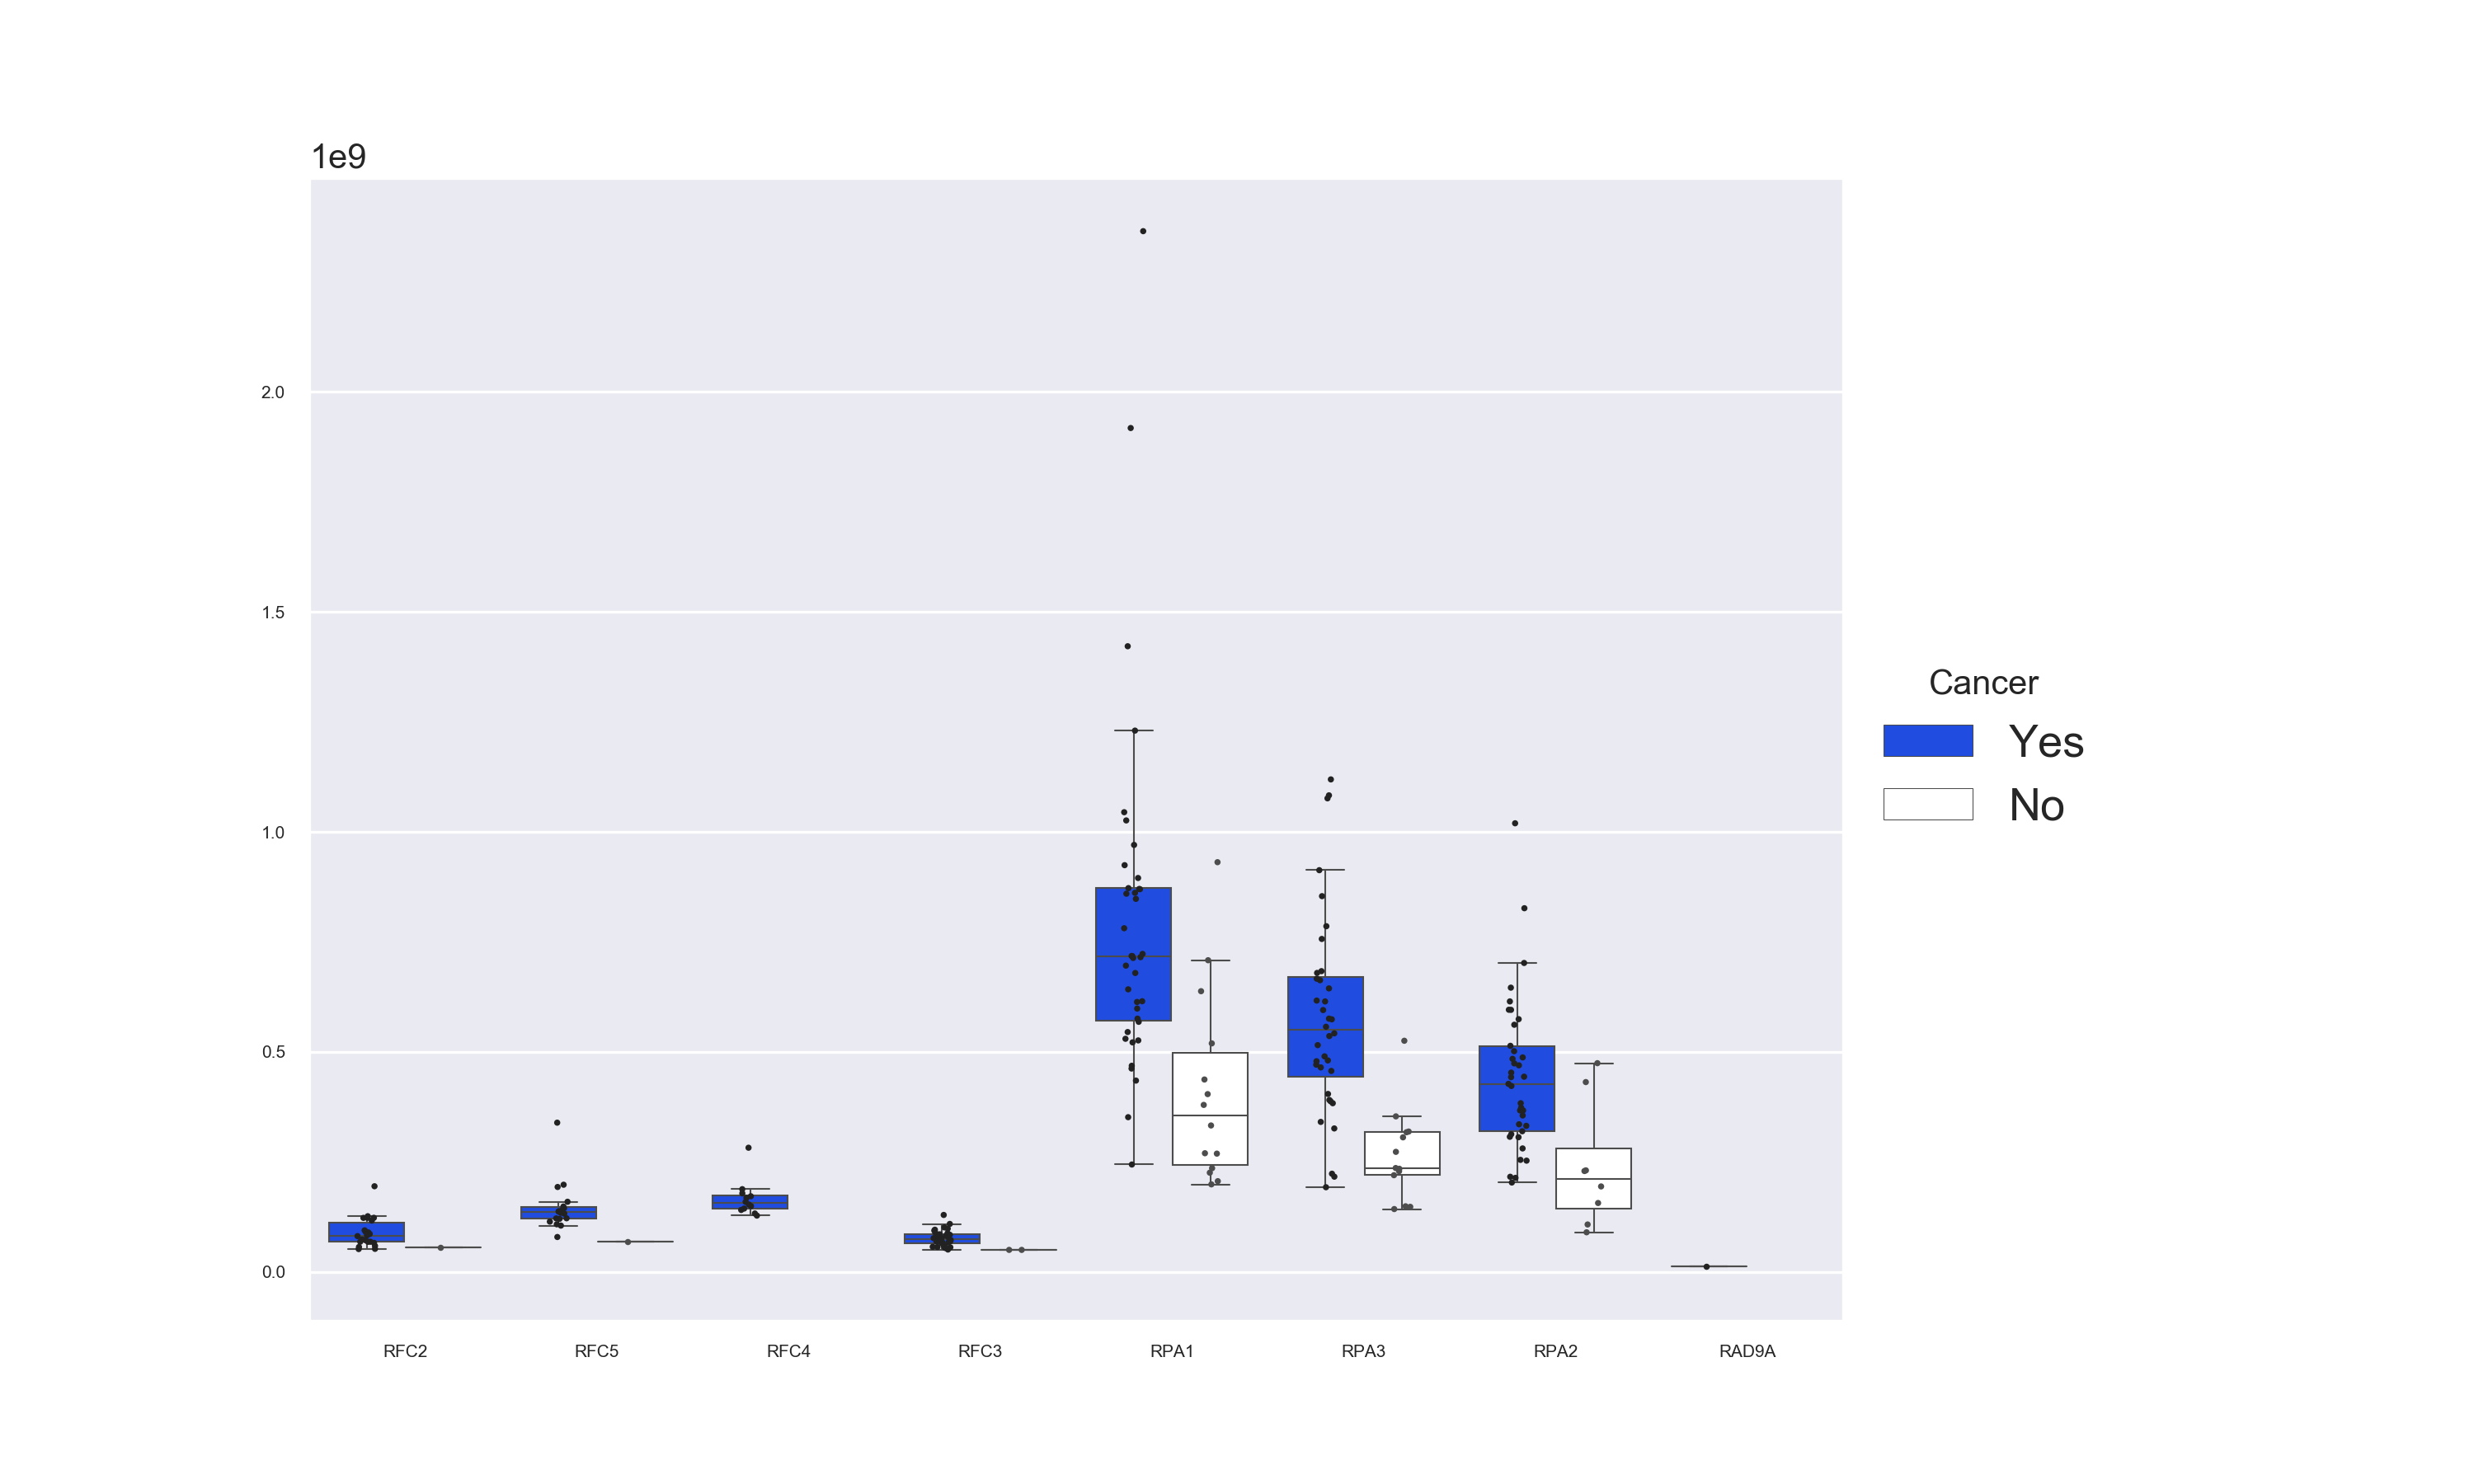 1e9
2.0
1.5
1.0
0.5
0.0
RFC2 RFC5 RFC4 RFC3 RPA1 RPA3 RPA2 RAD9A
Cancer
Yes
No